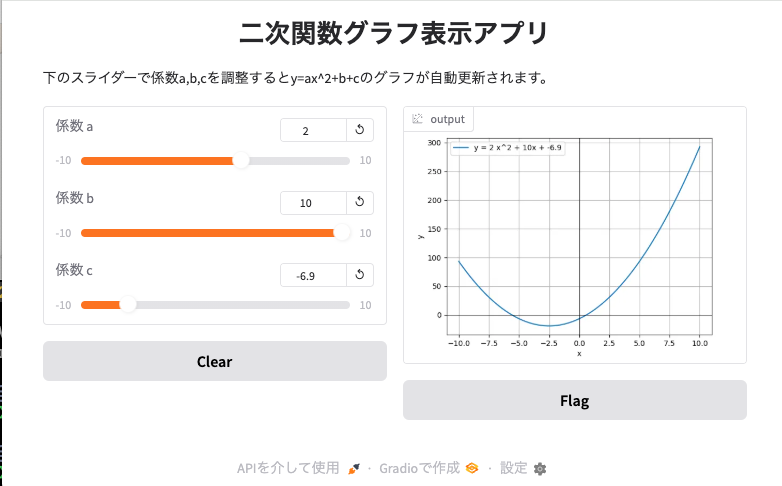 二次関数グラフ表示アプリ
下のスライダーで係数a,b,cを調整するとy=ax^2+b+cのグラフが自動更新されます。
係数 a
2
-10
10
係数 b
10
-10
10
係数 c
-6.9
-10
10
Clear
output
y = 2 x^2 + 10x + -6.9
300
250
200
150
100
50
0
y
−10.0 −7.5 −5.0 −2.5 0.0 2.5 5.0 7.5 10.0
x
Flag
APIを介して使用 · Gradioで作成 · 設定